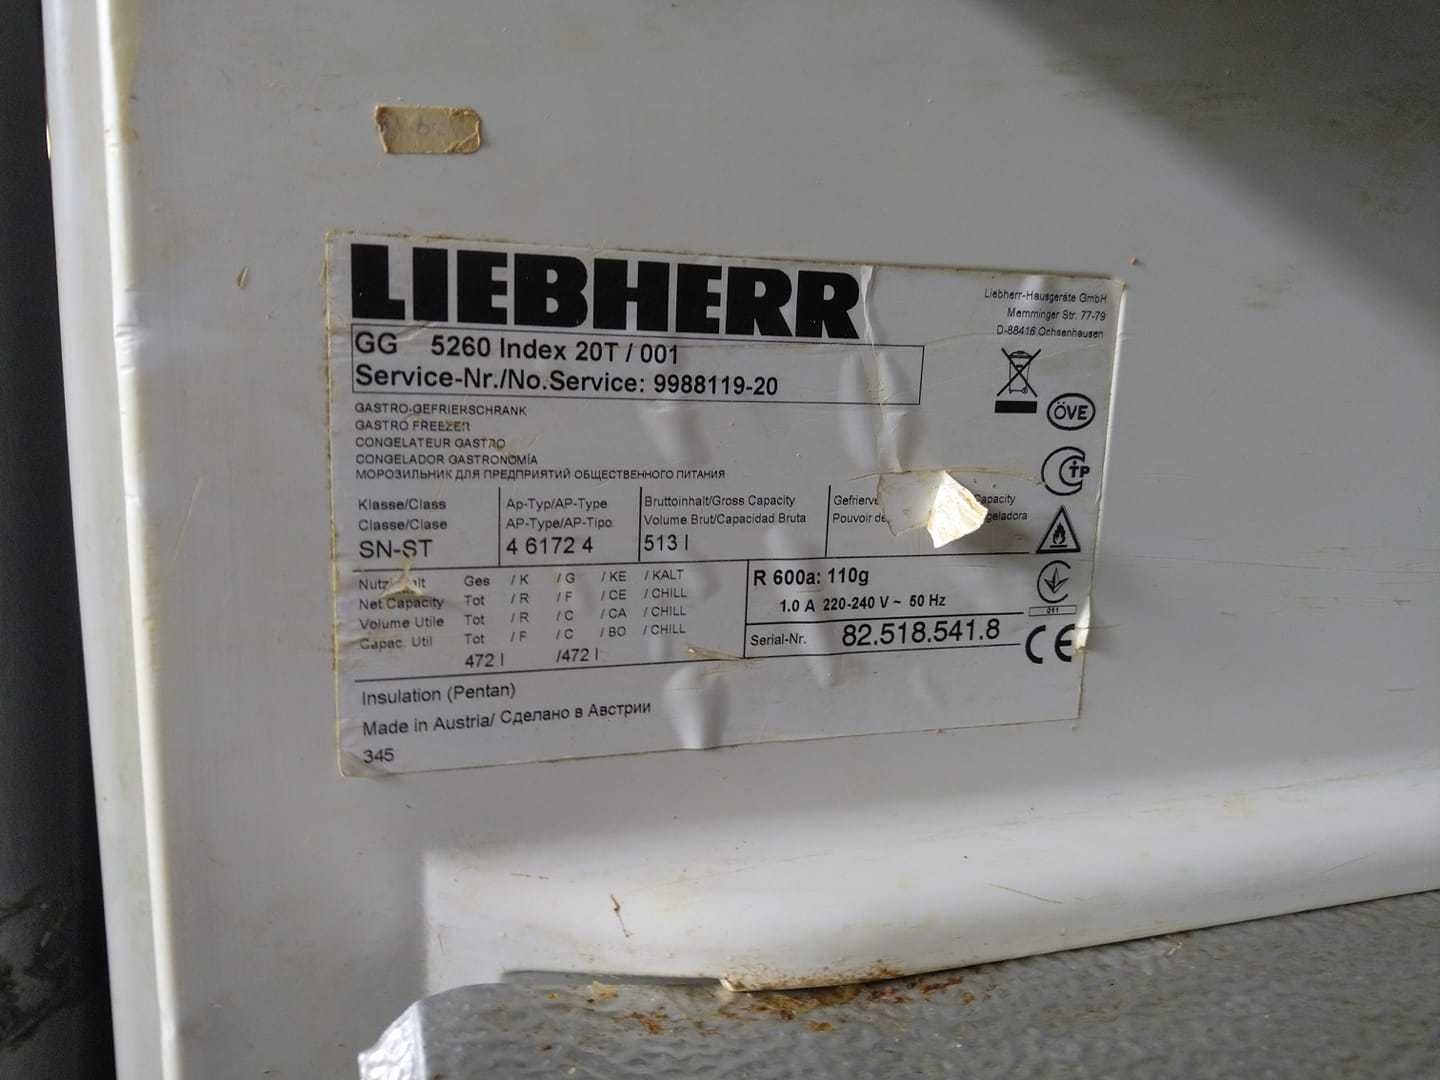 LIEBHERR
Liebherr-Hausgeräte GmbH
Memminger Str. 77-79
D-88416 Ochsenhausen
GG 5260 Index 20T / 001
Service-Nr./No.Service: 9988119-20
GASTRO-GEFRIERSCHRANK
GASTRO FREEZER
CONGELATEUR GASTRO
CONGELADOR GASTRONOMÍA
МОРОЗИЛЬНИК ДЛЯ ПРЕДПРИЯТИЙ ОБЩЕСТВЕННОГО ПИТАНИЯ
ÖVE
Klasse/Class
Classe/Clase
SN-ST
Ap-Typ/AP-Type
AP-Type/AP-Tipo
4 6172 4
Bruttoinhalt/Gross Capacity
Volume Brut/Capacidad Bruta
513 l
Capacity
Pouvoir
Ges / K / G / KE / KALT
Net Capacity Tot / R / F / CE / CHILL
Volume Utile Tot / R / C / CA / CHILL
Capac. Util Tot / F / C / BO / CHILL
472 l /472 l
R 600a: 110g
1.0 A 220-240 V ~ 50 Hz
Serial-Nr. 82.518.541.8
011
CE
Insulation (Pentan)
Made in Austria/ Сделано в Австрии
345